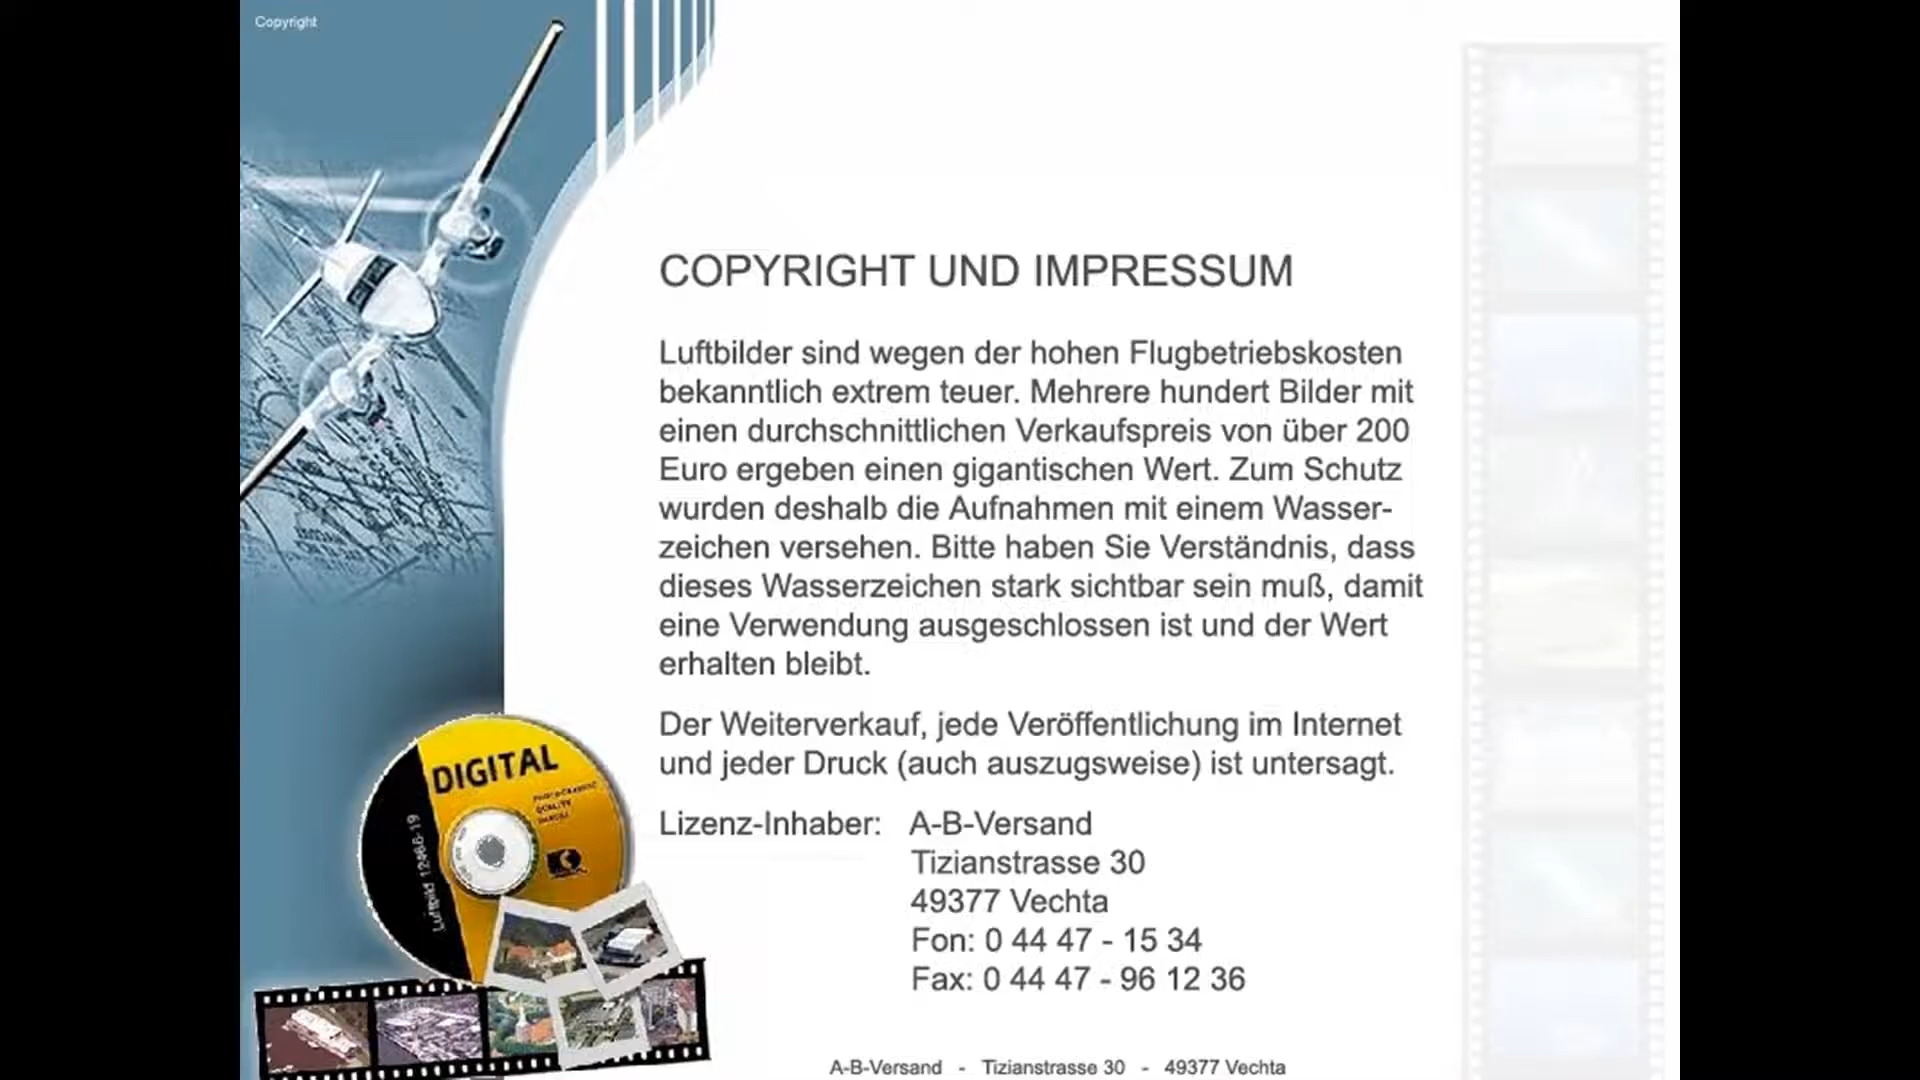 Copyright
COPYRIGHT UND IMPRESSUM
Luftbilder sind wegen der hohen Flugbetriebskosten
bekanntlich extrem teuer. Mehrere hundert Bilder mit
einen durchschnittlichen Verkaufspreis von über 200
Euro ergeben einen gigantischen Wert. Zum Schutz
wurden deshalb die Aufnahmen mit einem Wasser-
zeichen versehen. Bitte haben Sie Verständnis, dass
dieses Wasserzeichen stark sichtbar sein muß, damit
eine Verwendung ausgeschlossen ist und der Wert
erhalten bleibt.
Der Weiterverkauf, jede Veröffentlichung im Internet
und jeder Druck (auch auszugsweise) ist untersagt.
Lizenz-Inhaber: A-B-Versand
Tizianstrasse 30
49377 Vechta
Fon: 0 44 47 - 15 34
Fax: 0 44 47 - 96 12 36
DIGITAL
Luftbild 12466-19
A-B-Versand - Tizianstrasse 30 - 49377 Vechta